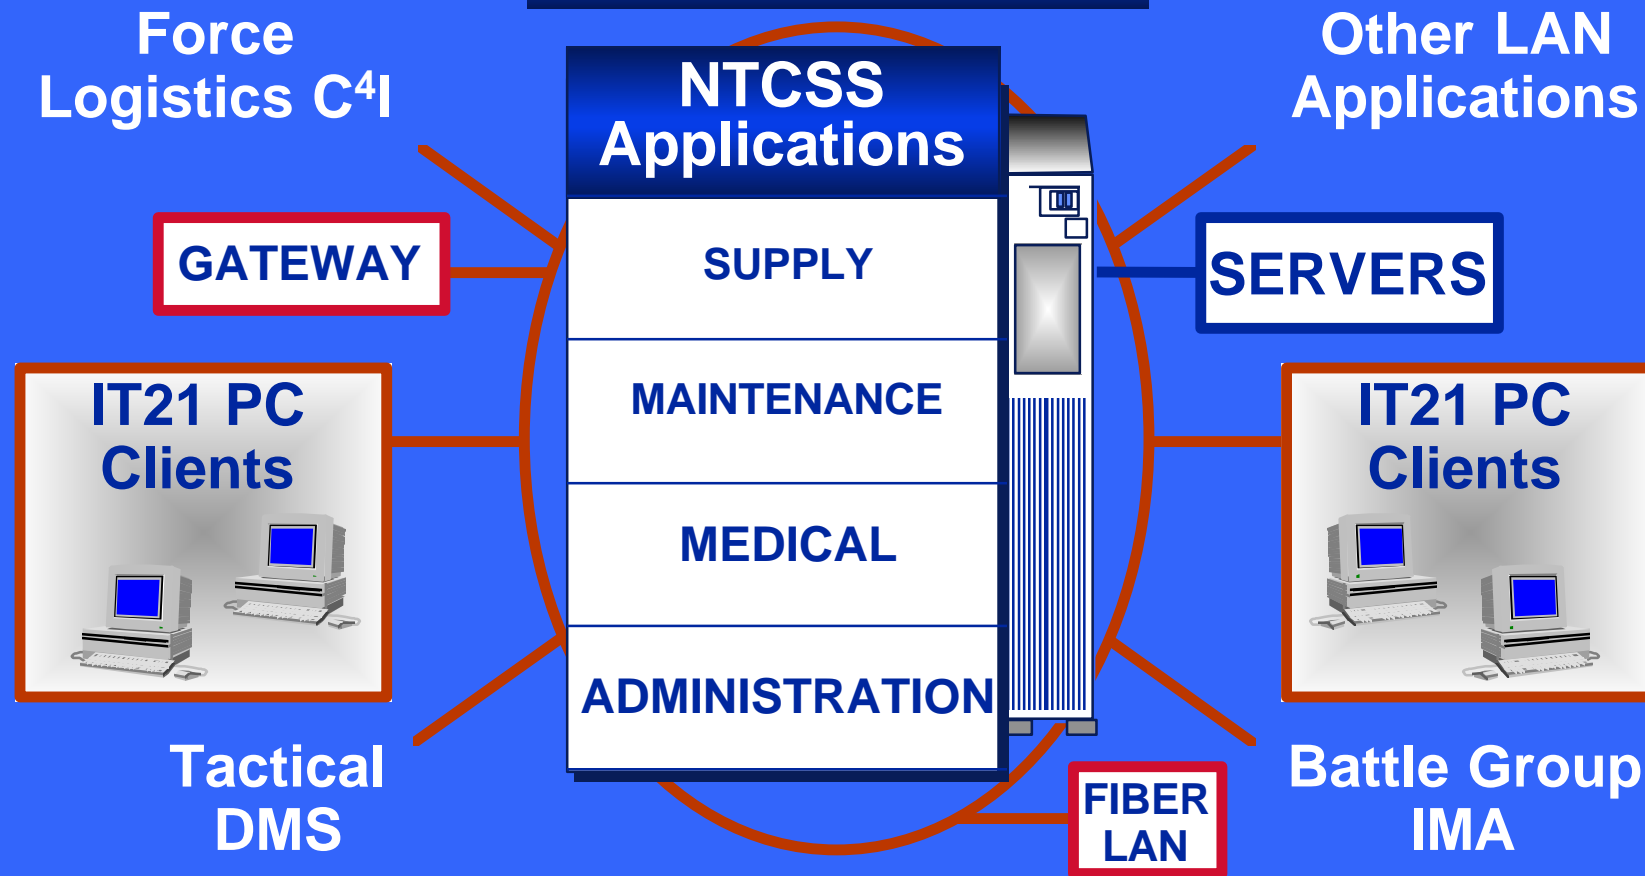 Force
Logistics C⁴I
NTCSS
Applications
Other LAN
Applications
GATEWAY
SUPPLY
SERVERS
IT21 PC
Clients
MAINTENANCE
IT21 PC
Clients
MEDICAL
ADMINISTRATION
Tactical
DMS
FIBER
LAN
Battle Group
IMA